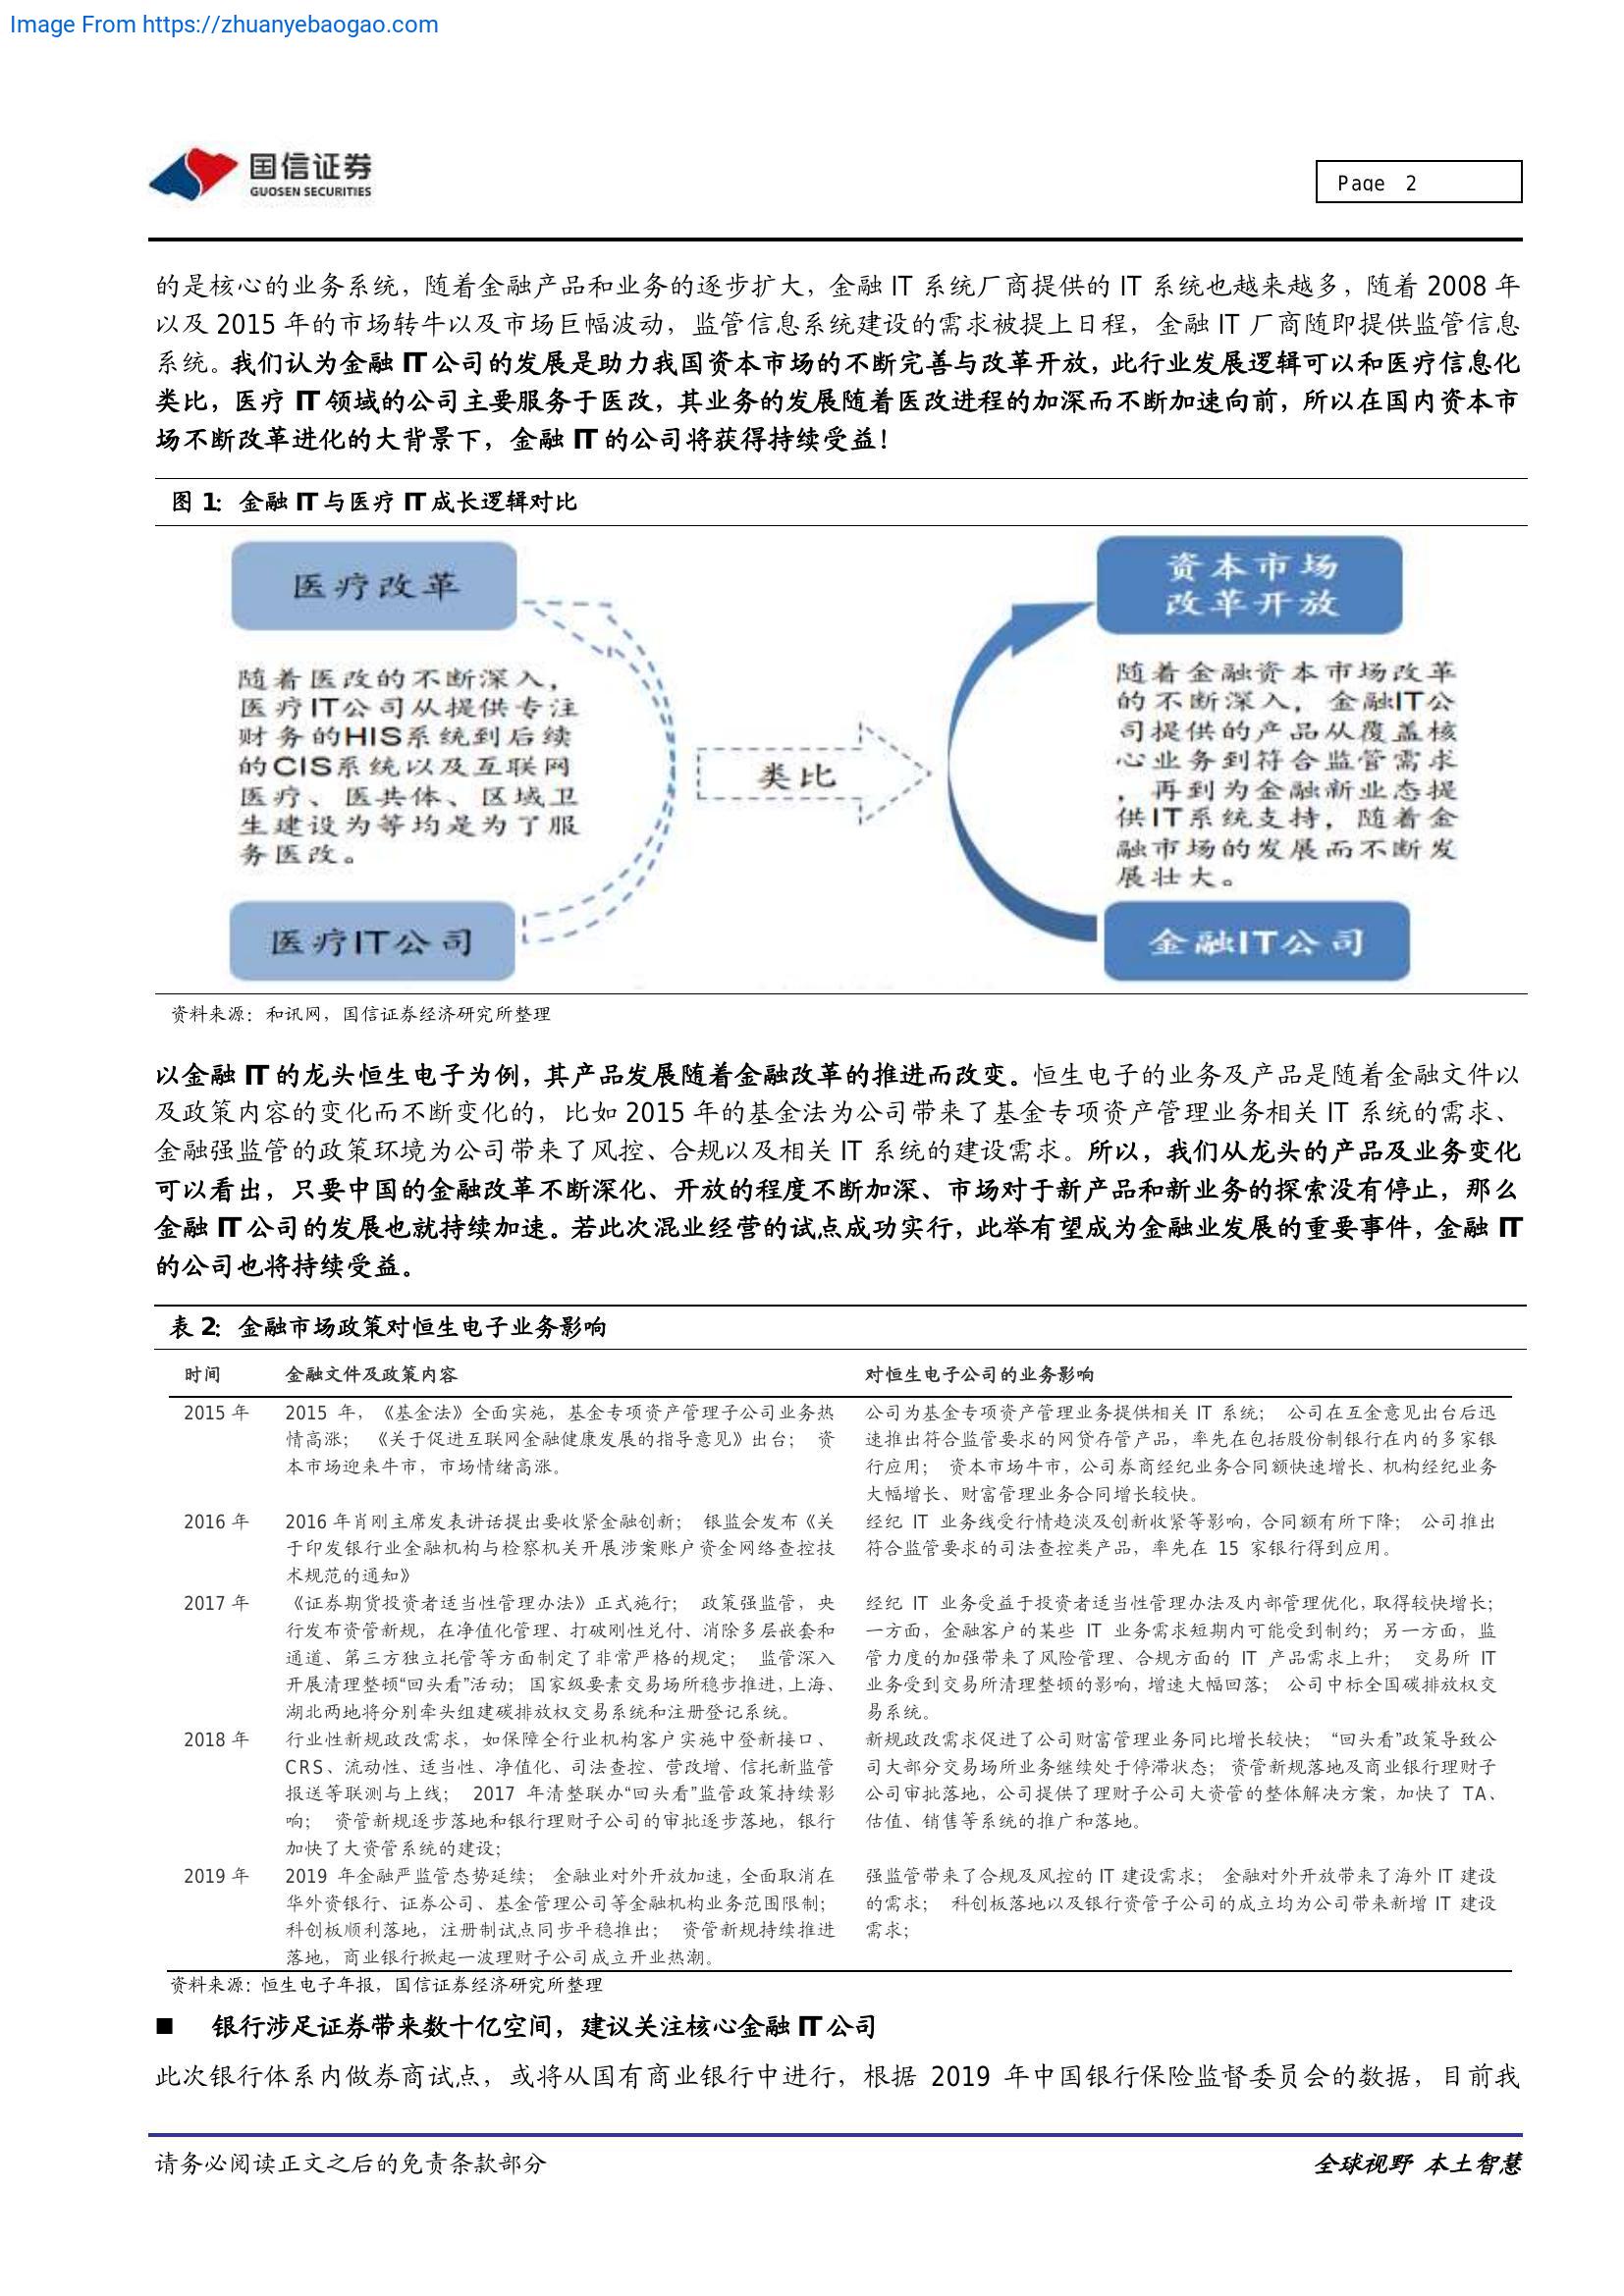 Image From https://zhuanyebaogao.com
国信证券
GUOSEN SECURITIES
Page 2
的是核心的业务系统，随着金融产品和业务的逐步扩大，金融 IT 系统厂商提供的 IT 系统也越来越多，随着 2008 年
以及 2015 年的市场转牛以及市场巨幅波动，监管信息系统建设的需求被提上日程，金融 IT 厂商随即提供监管信息
系统。我们认为金融 IT 公司的发展是助力我国资本市场的不断完善与改革开放，此行业发展逻辑可以和医疗信息化
类比，医疗 IT 领域的公司主要服务于医改，其业务的发展随着医改进程的加深而不断加速向前，所以在国内资本市
场不断改革进化的大背景下，金融 IT 的公司将获得持续受益！
图 1：金融 IT 与医疗 IT 成长逻辑对比
医疗改革
随着医改的不断深入，
医疗IT公司从提供专注
财务的HIS系统到后续
的CIS系统以及互联网
医疗、医共体、区域卫
生建设为等均是为了服
务医改。
医疗IT公司
类比
资本市场
改革开放
随着金融资本市场改革
的不断深入，金融IT公
司提供的产品从覆盖核
心业务到符合监管需求
，再到为金融新业态提
供IT系统支持，随着金
融市场的发展而不断发
展壮大。
金融IT公司
资料来源：和讯网，国信证券经济研究所整理
以金融 IT 的龙头恒生电子为例，其产品发展随着金融改革的推进而改变。恒生电子的业务及产品是随着金融文件以
及政策内容的变化而不断变化的，比如 2015 年的基金法为公司带来了基金专项资产管理业务相关 IT 系统的需求、
金融强监管的政策环境为公司带来了风控、合规以及相关 IT 系统的建设需求。所以，我们从龙头的产品及业务变化
可以看出，只要中国的金融改革不断深化、开放的程度不断加深、市场对于新产品和新业务的探索没有停止，那么
金融 IT 公司的发展也就持续加速。若此次混业经营的试点成功实行，此举有望成为金融业发展的重要事件，金融 IT
的公司也将持续受益。
表 2：金融市场政策对恒生电子业务影响
时间 金融文件及政策内容 对恒生电子公司的业务影响
2015 年 2015 年，《基金法》全面实施，基金专项资产管理子公司业务热 公司为基金专项资产管理业务提供相关 IT 系统； 公司在互金意见出台后迅
情高涨； 《关于促进互联网金融健康发展的指导意见》出台； 资 速推出符合监管要求的网贷存管产品，率先在包括股份制银行在内的多家银
本市场迎来牛市，市场情绪高涨。 行应用； 资本市场牛市，公司券商经纪业务合同额快速增长、机构经纪业务
大幅增长、财富管理业务合同增长较快。
2016 年 2016 年肖刚主席发表讲话提出要收紧金融创新； 银监会发布《关 经纪 IT 业务线受行情趋淡及创新收紧等影响，合同额有所下降； 公司推出
于印发银行业金融机构与检察机关开展涉案账户资金网络查控技 符合监管要求的司法查控类产品，率先在 15 家银行得到应用。
术规范的通知》
2017 年 《证券期货投资者适当性管理办法》正式施行； 政策强监管，央 经纪 IT 业务受益于投资者适当性管理办法及内部管理优化，取得较快增长；
行发布资管新规，在净值化管理、打破刚性兑付、消除多层嵌套和 一方面，金融客户的某些 IT 业务需求短期内可能受到制约；另一方面，监
通道、第三方独立托管等方面制定了非常严格的规定； 监管深入 管力度的加强带来了风险管理、合规方面的 IT 产品需求上升； 交易所 IT
开展清理整顿“回头看”活动；国家级要素交易场所稳步推进，上海、 业务受到交易所清理整顿的影响，增速大幅回落； 公司中标全国碳排放权交
湖北两地将分别牵头组建碳排放权交易系统和注册登记系统。 易系统。
2018 年 行业性新规政改需求，如保障全行业机构客户实施中登新接口、 新规政改需求促进了公司财富管理业务同比增长较快； “回头看”政策导致公
CRS、流动性、适当性、净值化、司法查控、营改增、信托新监管 司大部分交易场所业务继续处于停滞状态；资管新规落地及商业银行理财子
报送等联测与上线； 2017 年清整联办“回头看”监管政策持续影 公司审批落地，公司提供了理财子公司大资管的整体解决方案，加快了 TA、
响； 资管新规逐步落地和银行理财子公司的审批逐步落地，银行 估值、销售等系统的推广和落地。
加快了大资管系统的建设；
2019 年 2019 年金融严监管态势延续； 金融业对外开放加速，全面取消在 强监管带来了合规及风控的 IT 建设需求； 金融对外开放带来了海外 IT 建设
华外资银行、证券公司、基金管理公司等金融机构业务范围限制； 的需求； 科创板落地以及银行资管子公司的成立均为公司带来新增 IT 建设
科创板顺利落地，注册制试点同步平稳推出； 资管新规持续推进 需求；
落地，商业银行掀起一波理财子公司成立开业热潮。
资料来源：恒生电子年报，国信证券经济研究所整理
■ 银行涉足证券带来数十亿空间，建议关注核心金融 IT 公司
此次银行体系内做券商试点，或将从国有商业银行中进行，根据 2019 年中国银行保险监督委员会的数据，目前我
请务必阅读正文之后的免责条款部分
全球视野 本土智慧